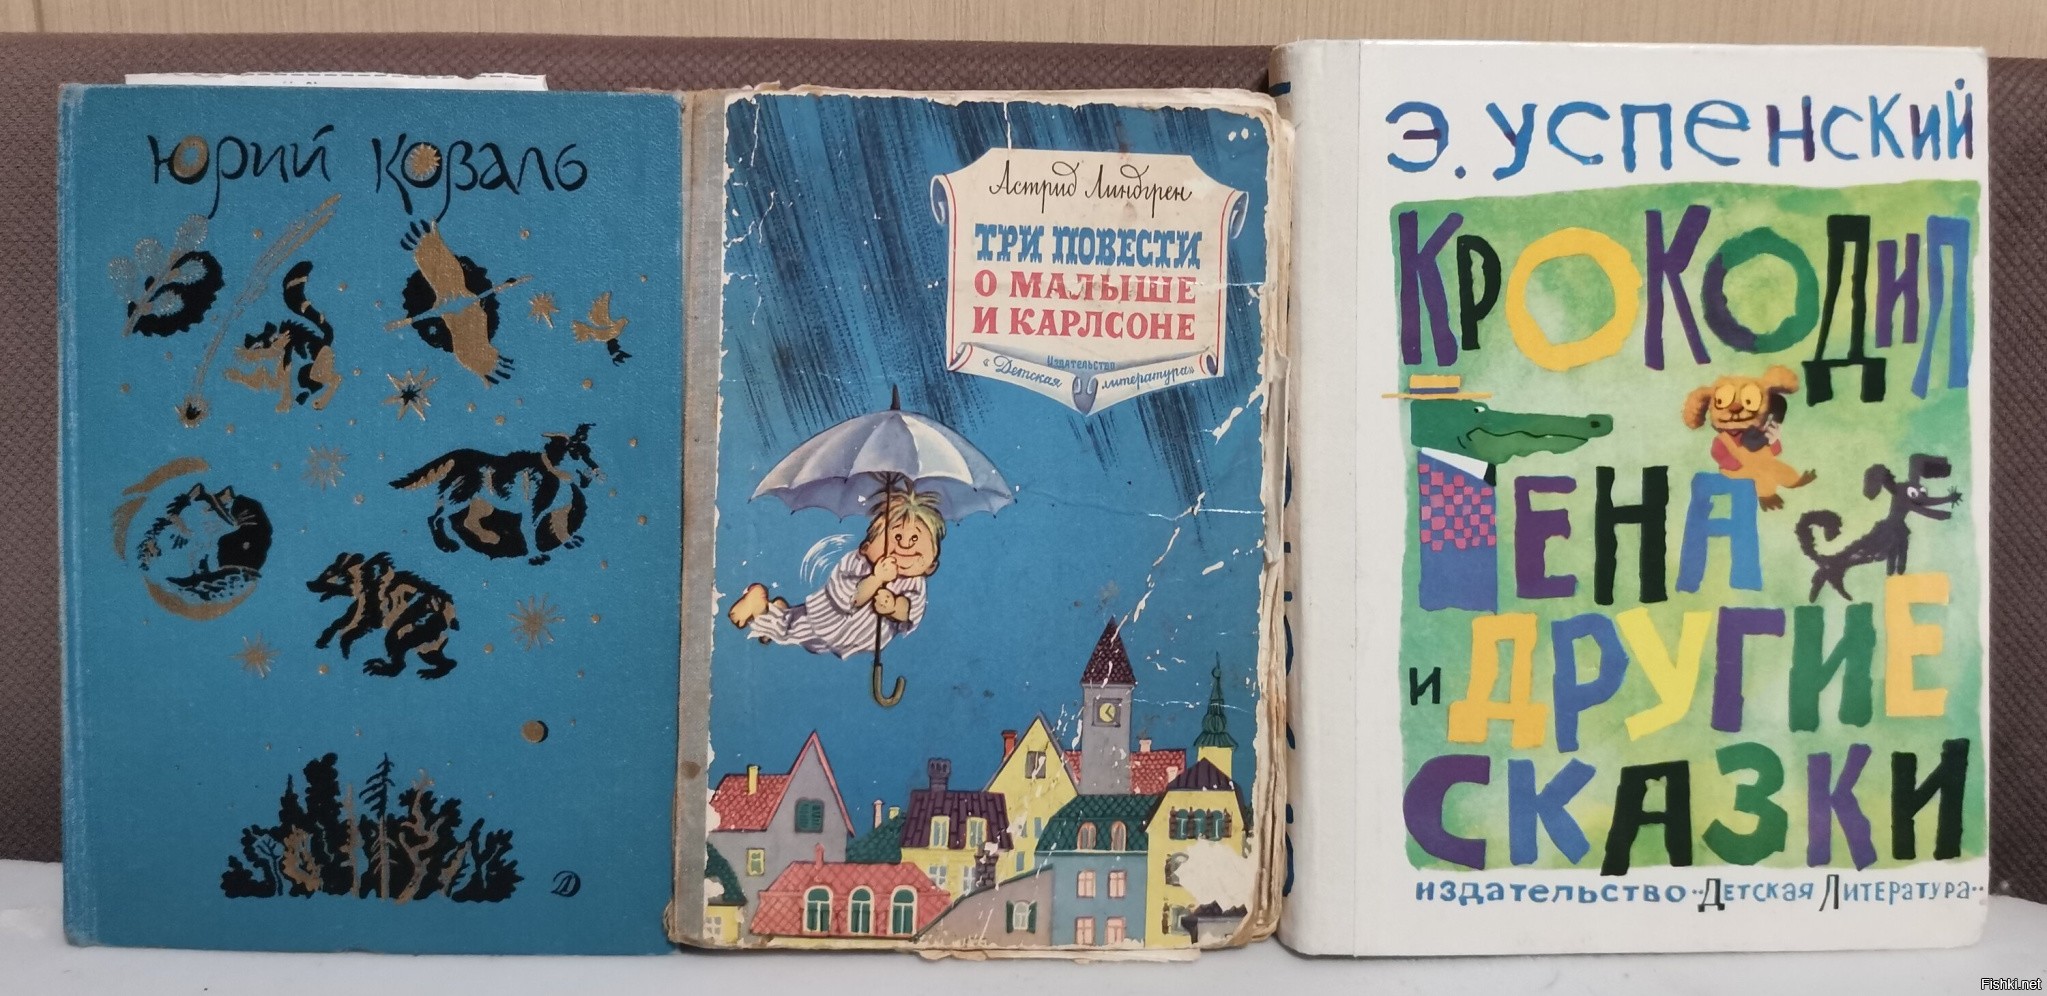 Юрий Коваль
Астрид Линдгрен
ТРИ ПОВЕСТИ
О МАЛЫШЕ
И КАРЛСОНЕ
Издательство
«Детская литература»
Э. Успенский
КРОКОДИЛ
ГЕНА
и ДРУГИЕ
СКАЗКИ
издательство "Детская Литература"
Fishki.net